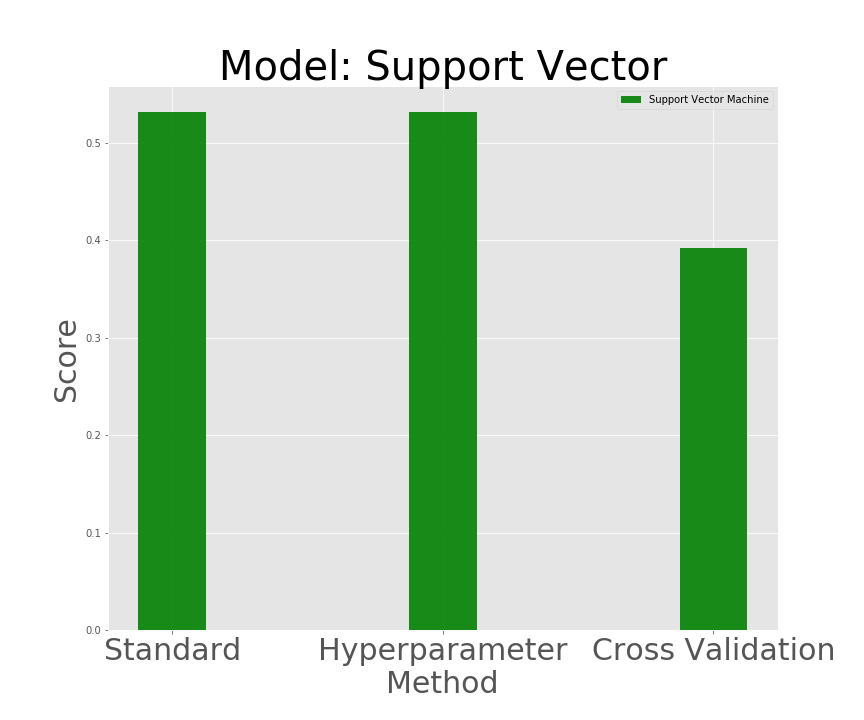 Model: Support Vector
Support Vector Machine
0.5
0.4
0.3
0.2
0.1
0.0
Score
Standard Hyperparameter Cross Validation
Method